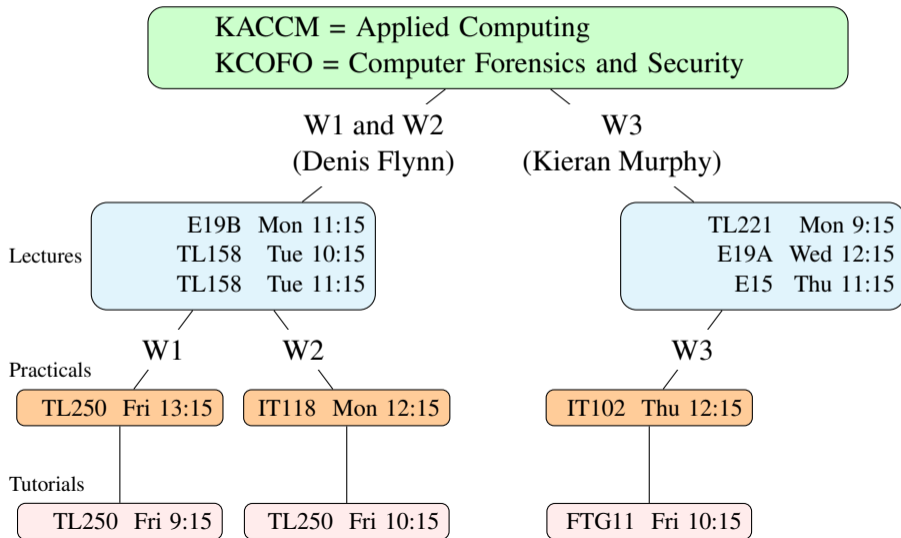 KACCM = Applied Computing
KCOFO = Computer Forensics and Security
W1 and W2
(Denis Flynn)
W3
(Kieran Murphy)
Lectures
E19B Mon 11:15
TL158 Tue 10:15
TL158 Tue 11:15
TL221 Mon 9:15
E19A Wed 12:15
E15 Thu 11:15
W1
W2
W3
Practicals
TL250 Fri 13:15
IT118 Mon 12:15
IT102 Thu 12:15
Tutorials
TL250 Fri 9:15
TL250 Fri 10:15
FTG11 Fri 10:15